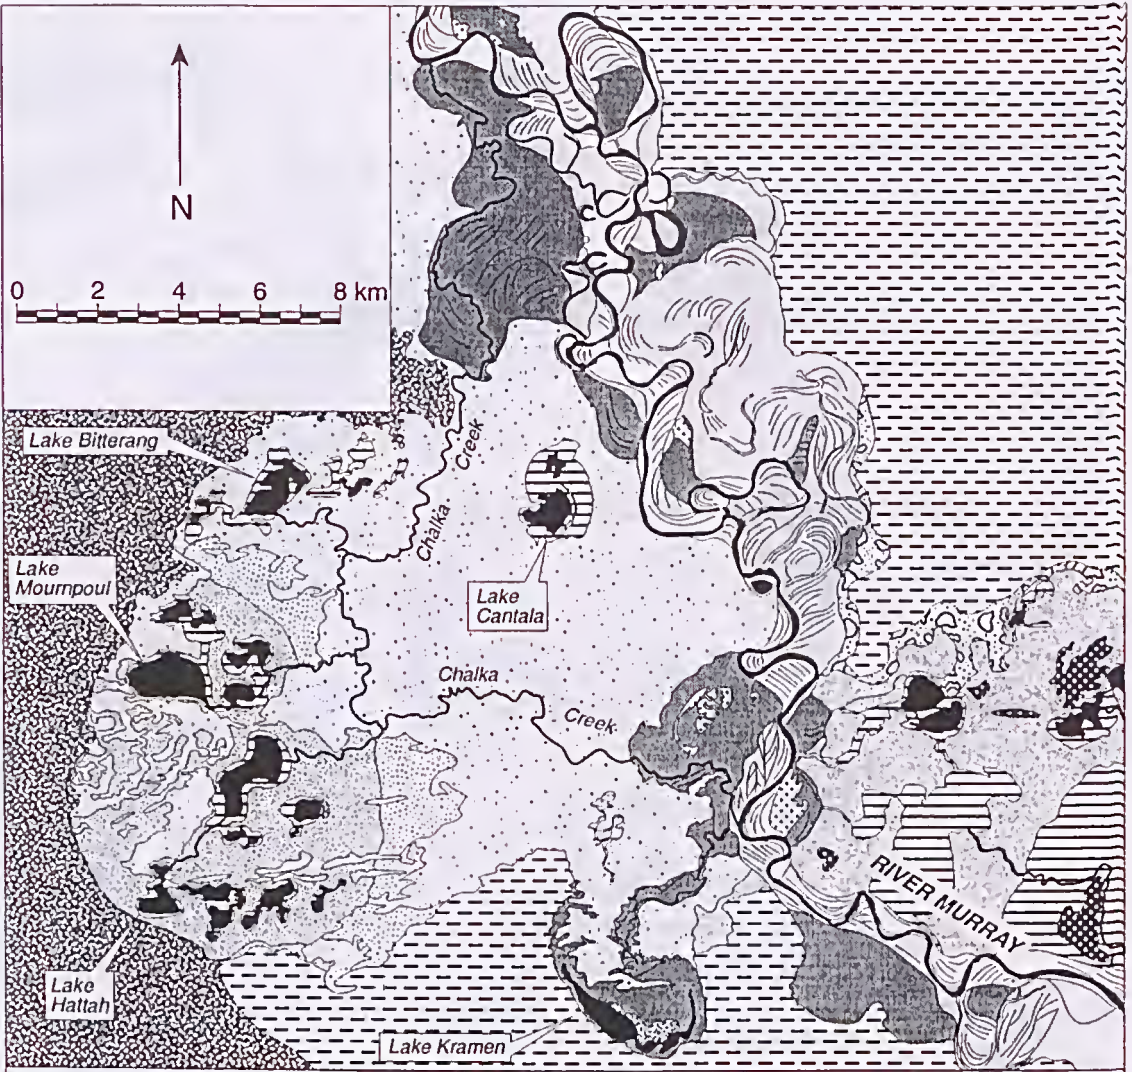 N
0 2 4 6 8 km
Lake Bitterang
Chalka Creek
Lake
Mournpoul
Lake
Cantala
Chalka
Creek
RIVER MURRAY
Lake
Hattah
Lake Kramen